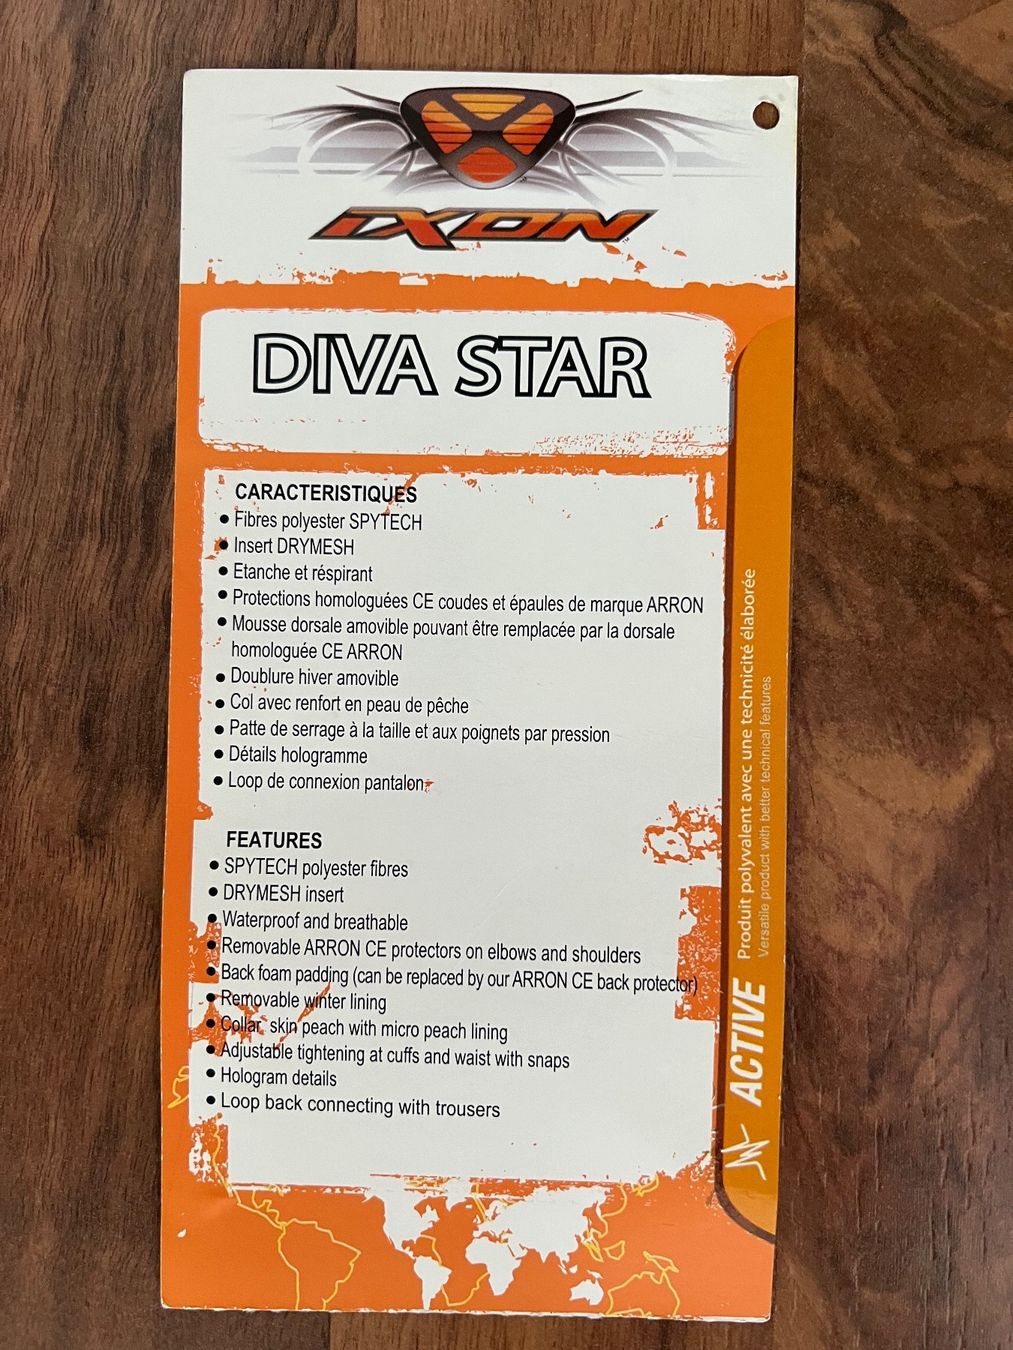 IXON
DIVA STAR
CARACTERISTIQUES
● Fibres polyester SPYTECH
● Insert DRYMESH
● Etanche et réspirant
● Protections homologuées CE coudes et épaules de marque ARRON
● Mousse dorsale amovible pouvant être remplacée par la dorsale
homologuée CE ARRON
● Doublure hiver amovible
● Col avec renfort en peau de pêche
● Patte de serrage à la taille et aux poignets par pression
● Détails hologramme
● Loop de connexion pantalon
FEATURES
● SPYTECH polyester fibres
● DRYMESH insert
● Waterproof and breathable
● Removable ARRON CE protectors on elbows and shoulders
● Back foam padding (can be replaced by our ARRON CE back protector)
● Removable winter lining
● Collar skin peach with micro peach lining
● Adjustable tightening at cuffs and waist with snaps
● Hologram details
● Loop back connecting with trousers
ACTIVE
Produit polyvalent avec une technicité élaborée
Versatile product with better technical features